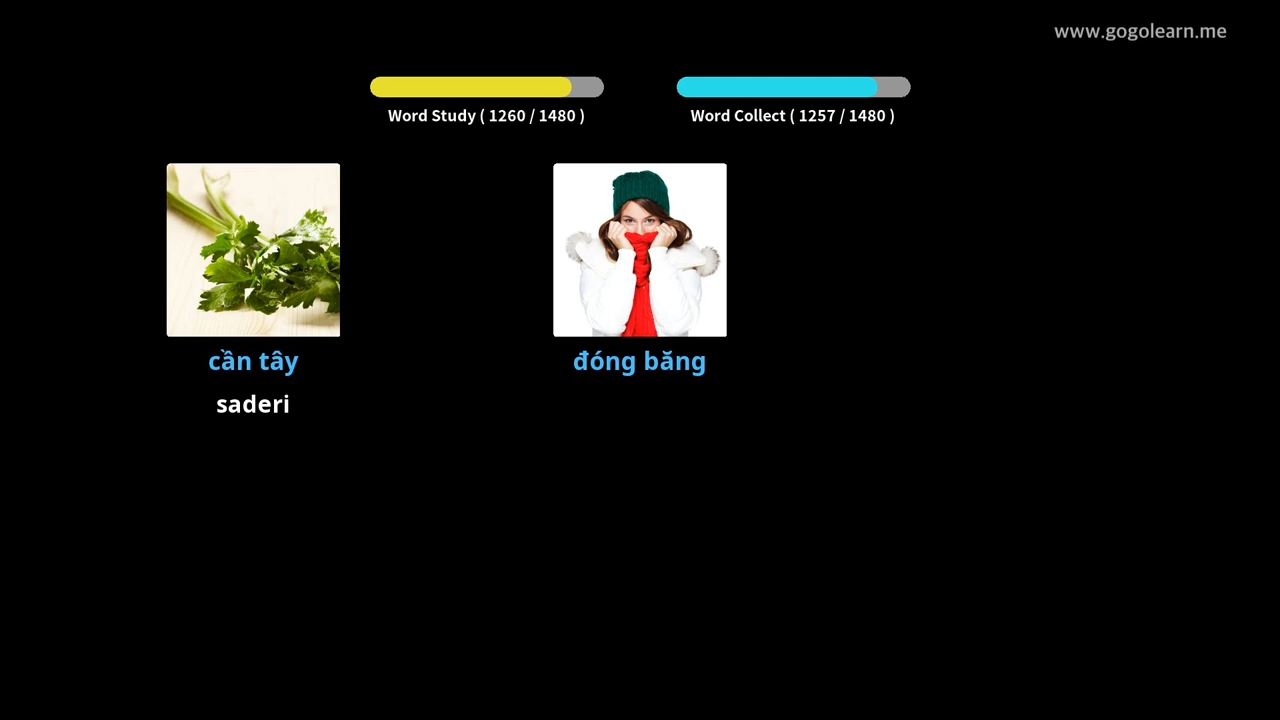 www.gogolearn.me
Word Study ( 1260 / 1480 )
Word Collect ( 1257 / 1480 )
cần tây
đóng băng
saderi